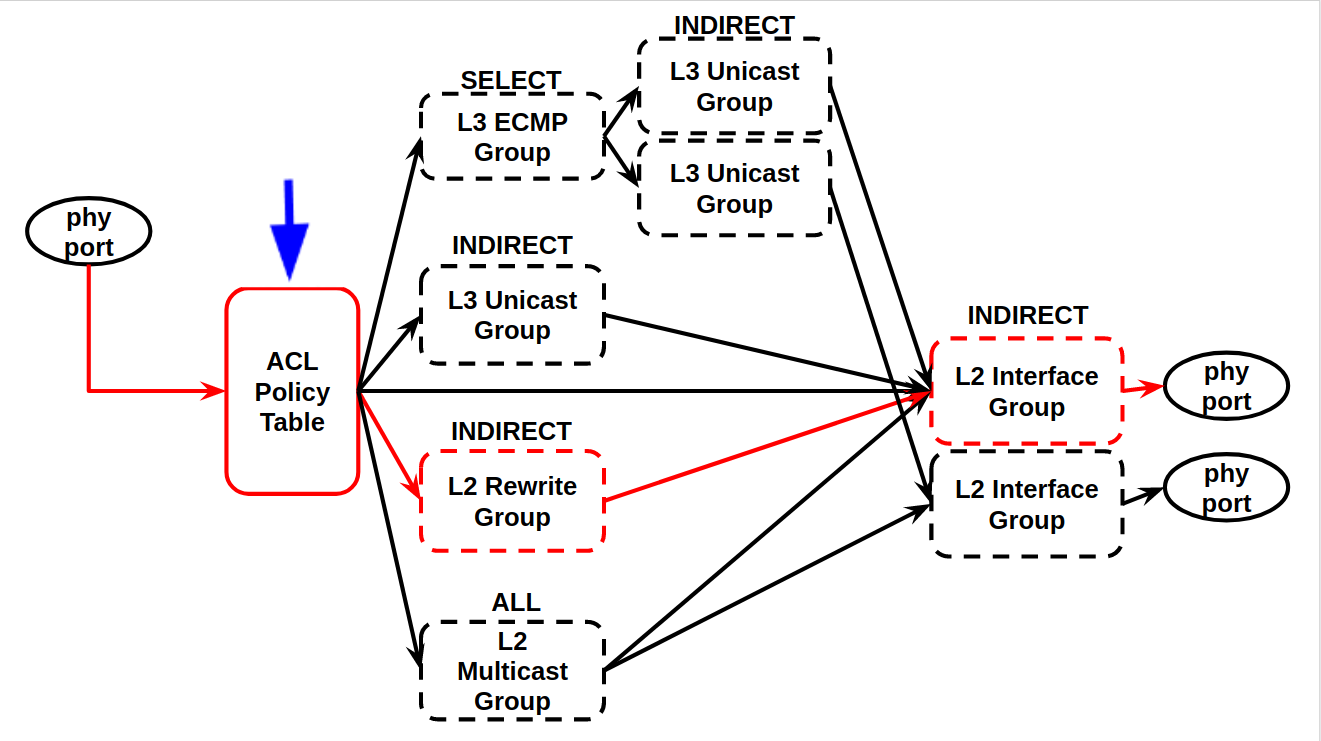 phy
port
ACL
Policy
Table
SELECT
L3 ECMP
Group
INDIRECT
L3 Unicast
Group
L3 Unicast
Group
INDIRECT
L3 Unicast
Group
INDIRECT
L2 Rewrite
Group
ALL
L2
Multicast
Group
INDIRECT
L2 Interface
Group
L2 Interface
Group
phy
port
phy
port